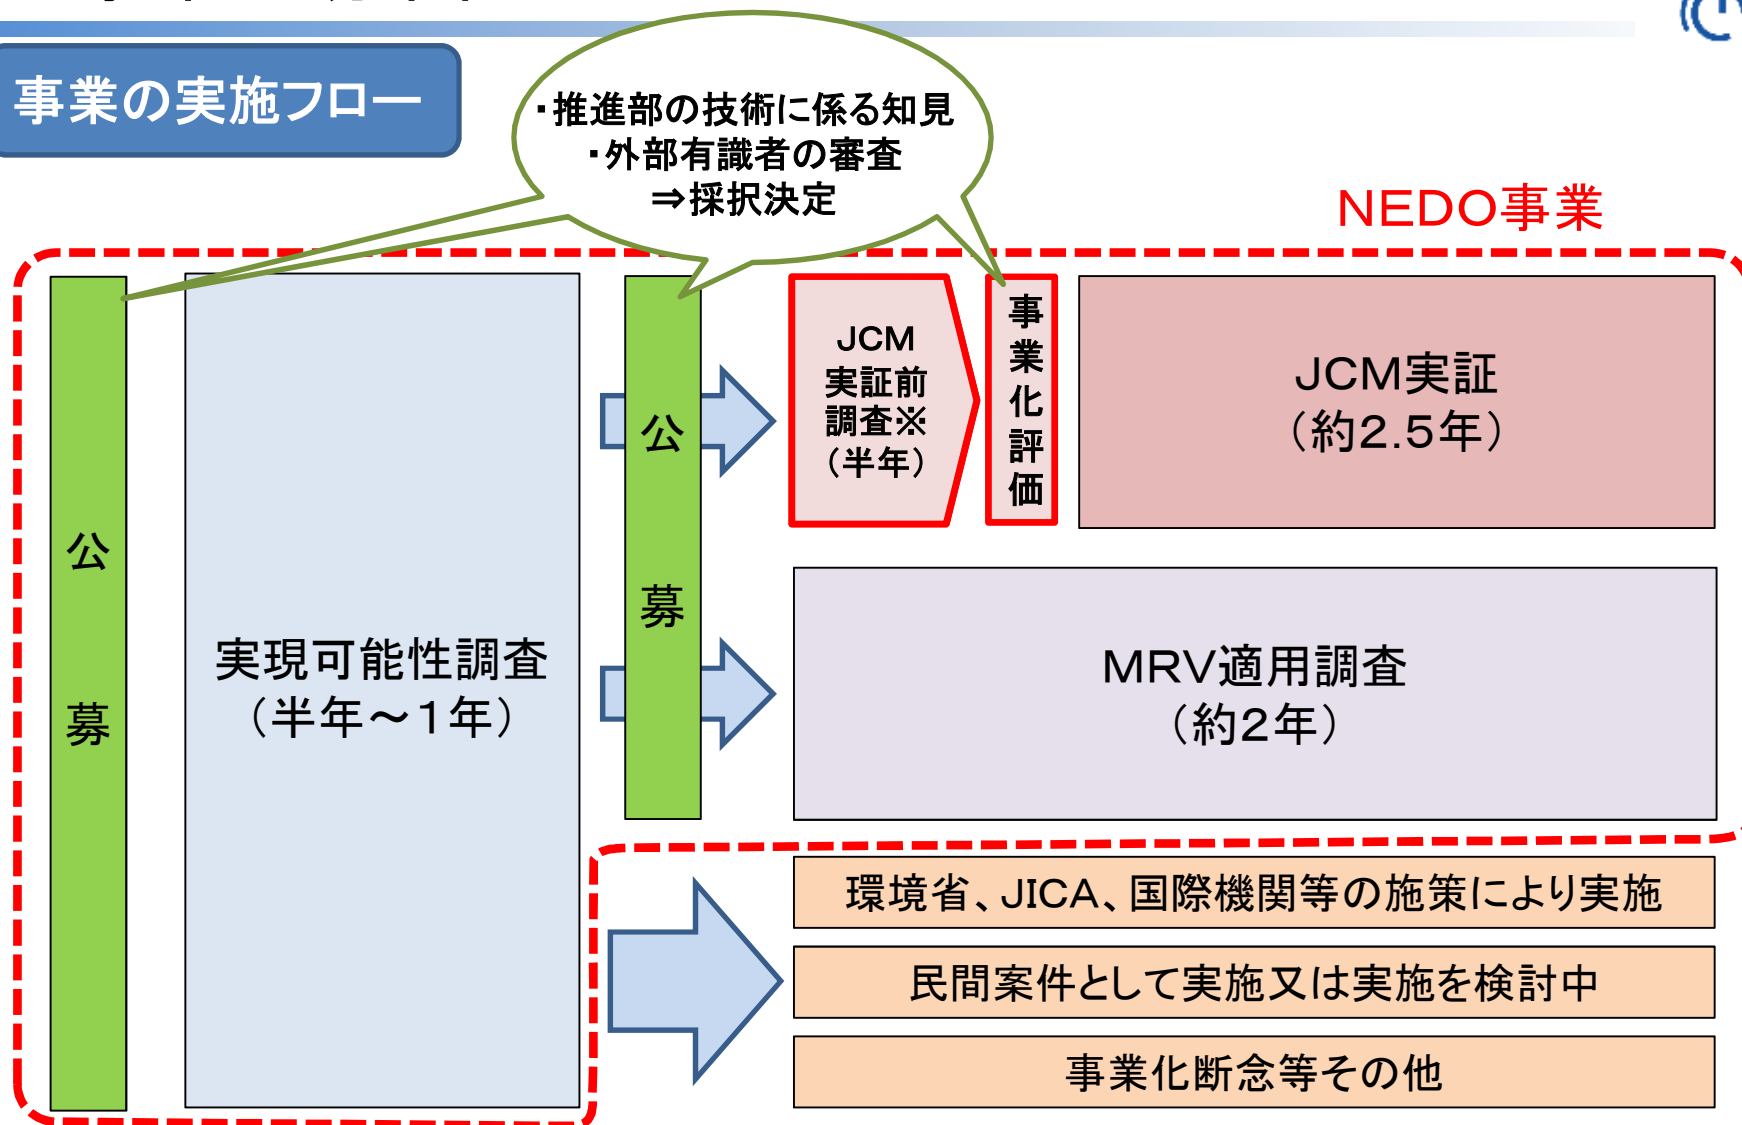 事業の実施フロー
・推進部の技術に係る知見
・外部有識者の審査
⇒採択決定
NEDO事業
公募
実現可能性調査
(半年～1年)
公募
JCM
実証前
調査※
(半年)
事業化評価
JCM実証
(約2.5年)
MRV適用調査
(約2年)
環境省、JICA、国際機関等の施策により実施
民間案件として実施又は実施を検討中
事業化断念等その他